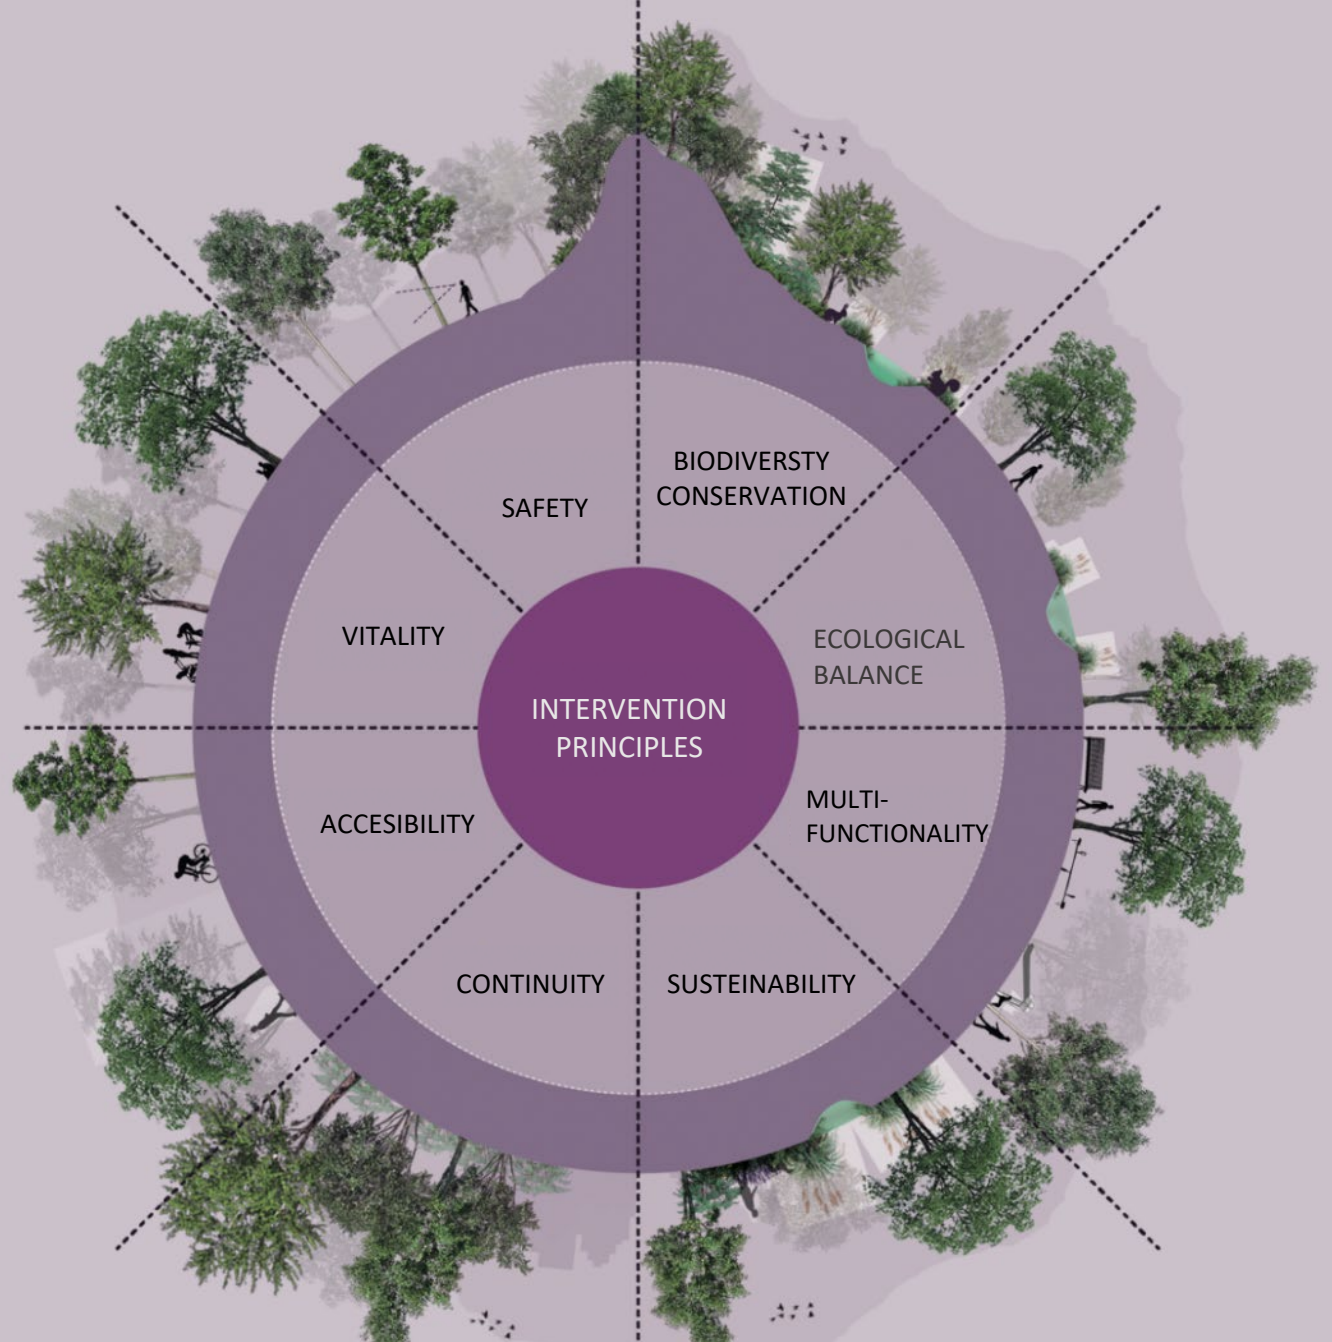 BIODIVERSTY
CONSERVATION
SAFETY
VITALITY
ECOLOGICAL
BALANCE
INTERVENTION
PRINCIPLES
ACCESIBILITY
MULTI-
FUNCTIONALITY
CONTINUITY
SUSTEINABILITY